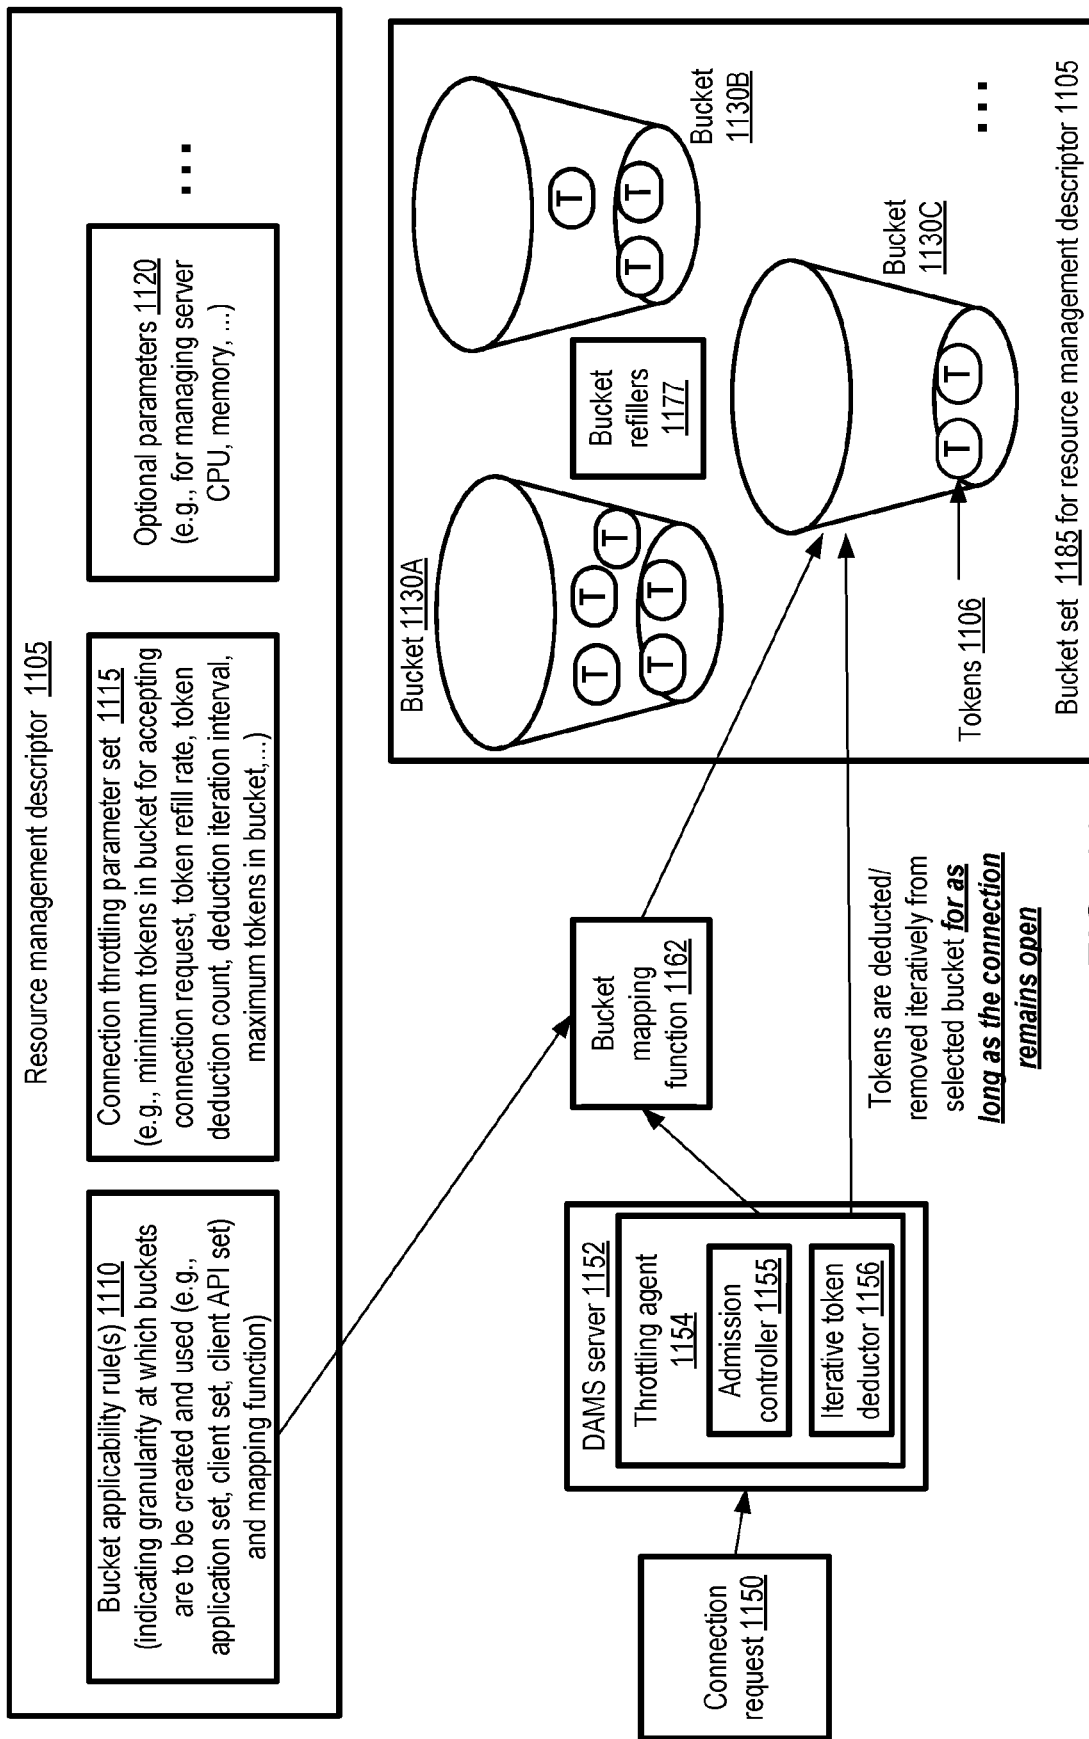 Resource management descriptor 1105
Bucket applicability rule(s) 1110
(indicating granularity at which buckets
are to be created and used (e.g.,
application set, client set, client API set)
and mapping function)
Connection throttling parameter set 1115
(e.g., minimum tokens in bucket for accepting
connection request, token refill rate, token
deduction count, deduction iteration interval,
maximum tokens in bucket,...)
Optional parameters 1120
(e.g., for managing server
CPU, memory, ...)
...
Connection
request 1150
DAMS server 1152
Throttling agent
1154
Admission
controller 1155
Iterative token
deductor 1156
Bucket
mapping
function 1162
Tokens are deducted/
removed iteratively from
selected bucket for as
long as the connection
remains open
Bucket 1130A
T
T
T
T
T
Bucket
refillers
1177
Bucket
1130B
T
T
T
Bucket
1130C
T
T
Tokens 1106
...
Bucket set 1185 for resource management descriptor 1105